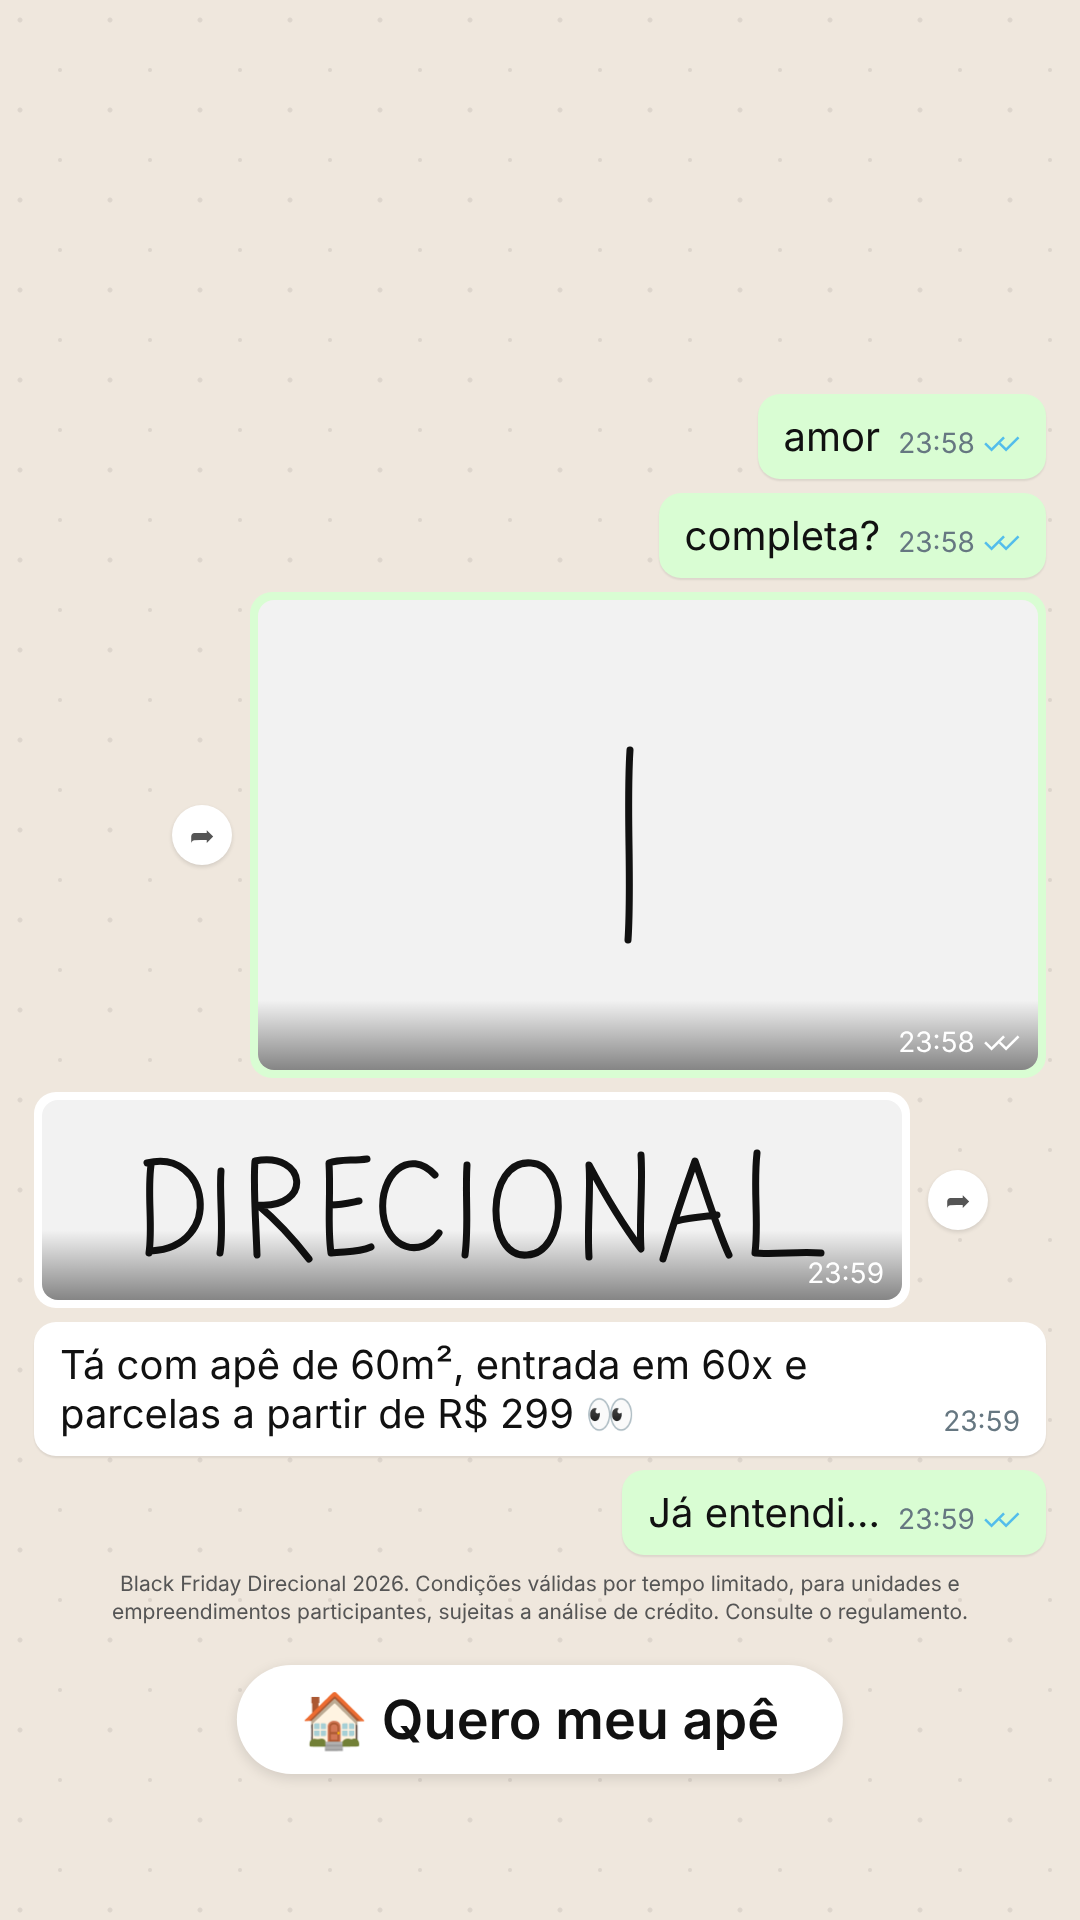 amor 23:58
completa? 23:58
23:58
DIRECIONAL
23:59
Tá com apê de 60m², entrada em 60x e
parcelas a partir de R$ 299 👀 23:59
Já entendi... 23:59
Black Friday Direcional 2026. Condições válidas por tempo limitado, para unidades e
empreendimentos participantes, sujeitas a análise de crédito. Consulte o regulamento.
🏠 Quero meu apê